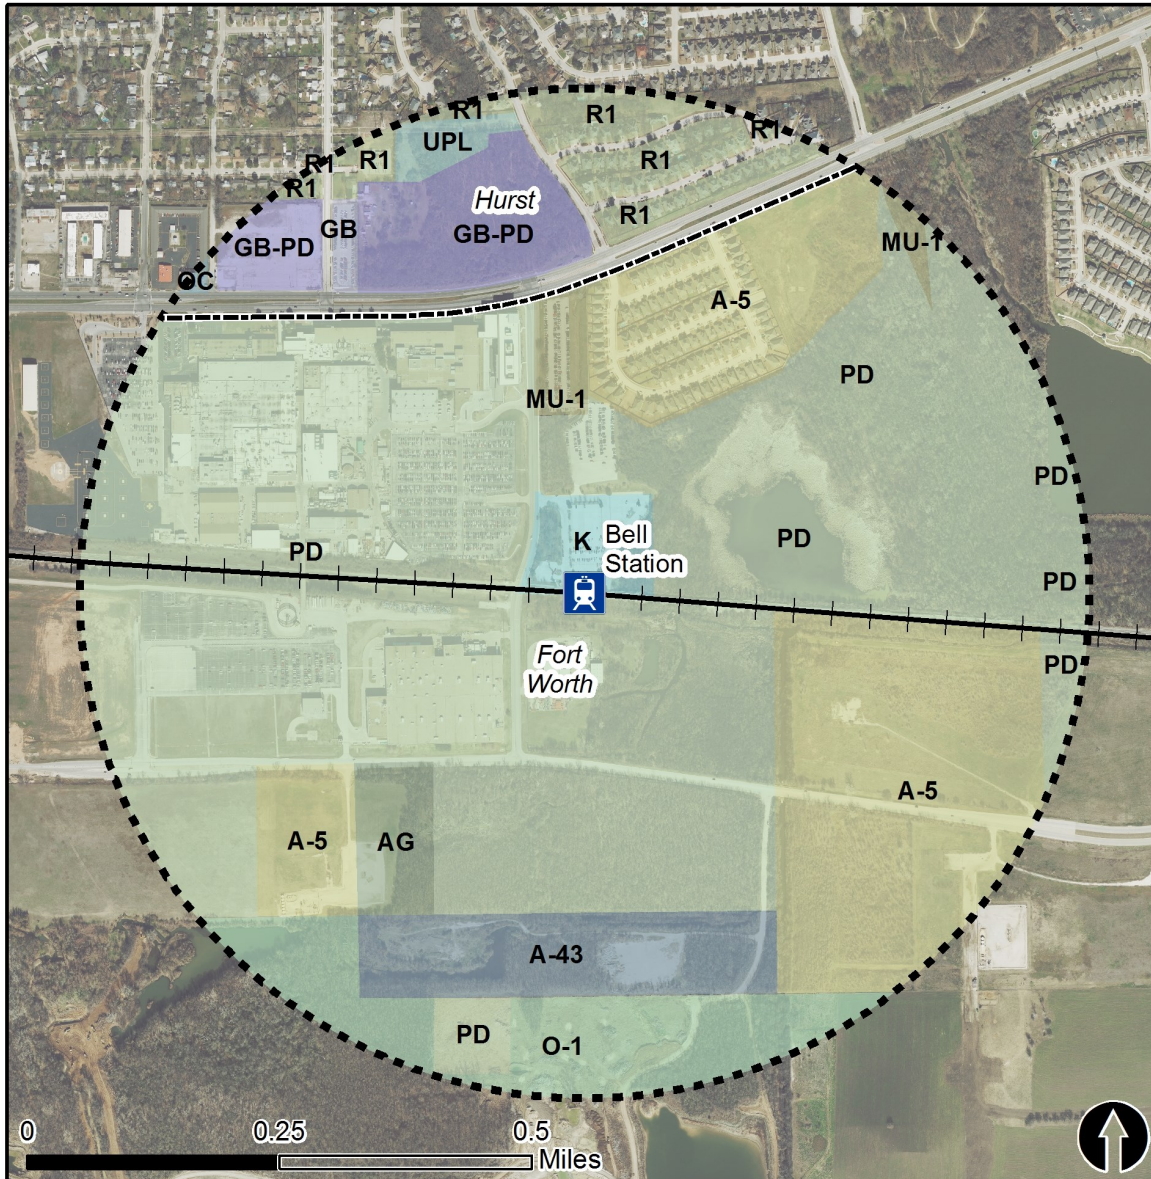 R1
R1
R1
UPL
R1
R1
R1
R1
Hurst
R1
GB
GB-PD
GB-PD
MU-1
OC
A-5
PD
MU-1
PD
K
Bell
Station
PD
PD
PD
Fort
Worth
PD
A-5
A-5
AG
A-43
PD
O-1
0
0.25
0.5
Miles